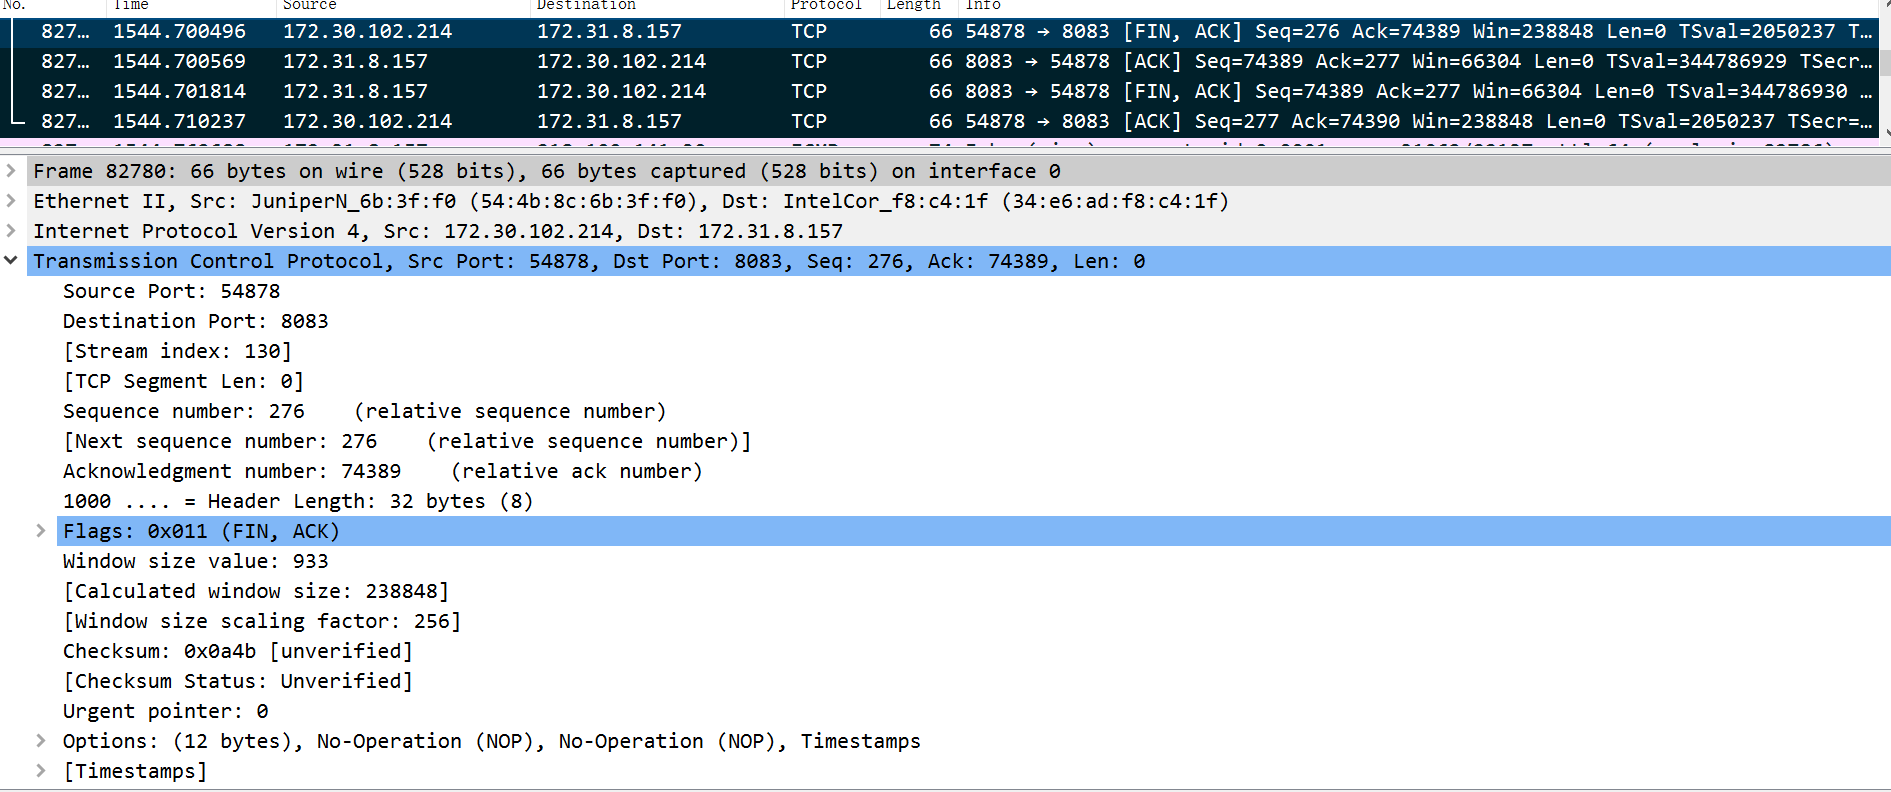 No. Time Source Destination Protocol Length Info
827… 1544.700496 172.30.102.214 172.31.8.157 TCP 66 54878 → 8083 [FIN, ACK] Seq=276 Ack=74389 Win=238848 Len=0 TSval=2050237 T…
827… 1544.700569 172.31.8.157 172.30.102.214 TCP 66 8083 → 54878 [ACK] Seq=74389 Ack=277 Win=66304 Len=0 TSval=344786929 TSecr…
827… 1544.701814 172.31.8.157 172.30.102.214 TCP 66 8083 → 54878 [FIN, ACK] Seq=74389 Ack=277 Win=66304 Len=0 TSval=344786930 …
827… 1544.710237 172.30.102.214 172.31.8.157 TCP 66 54878 → 8083 [ACK] Seq=277 Ack=74390 Win=238848 Len=0 TSval=2050237 TSecr=…
Frame 82780: 66 bytes on wire (528 bits), 66 bytes captured (528 bits) on interface 0
Ethernet II, Src: JuniperN_6b:3f:f0 (54:4b:8c:6b:3f:f0), Dst: IntelCor_f8:c4:1f (34:e6:ad:f8:c4:1f)
Internet Protocol Version 4, Src: 172.30.102.214, Dst: 172.31.8.157
Transmission Control Protocol, Src Port: 54878, Dst Port: 8083, Seq: 276, Ack: 74389, Len: 0
Source Port: 54878
Destination Port: 8083
[Stream index: 130]
[TCP Segment Len: 0]
Sequence number: 276 (relative sequence number)
[Next sequence number: 276 (relative sequence number)]
Acknowledgment number: 74389 (relative ack number)
1000 .... = Header Length: 32 bytes (8)
Flags: 0x011 (FIN, ACK)
Window size value: 933
[Calculated window size: 238848]
[Window size scaling factor: 256]
Checksum: 0x0a4b [unverified]
[Checksum Status: Unverified]
Urgent pointer: 0
Options: (12 bytes), No-Operation (NOP), No-Operation (NOP), Timestamps
[Timestamps]